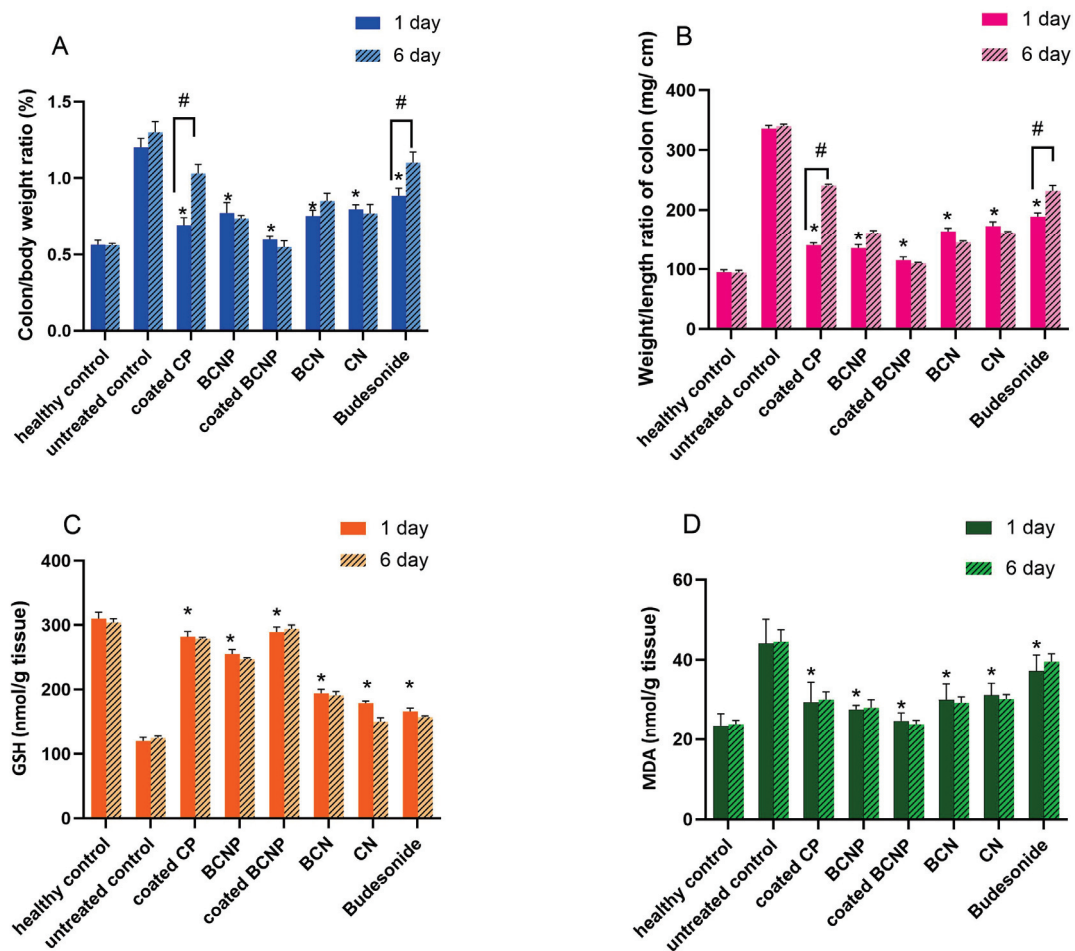 A
1 day
6 day
Colon/body weight ratio (%)
1.5
1.0
0.5
0.0
#
#
*
*
*
*
*
*
healthy control
untreated control
coated CP
BCNP
coated BCNP
BCN
CN
Budesonide
B
1 day
6 day
Weight/length ratio of colon (mg/ cm)
400
300
200
100
0
#
#
*
*
*
*
*
*
healthy control
untreated control
coated CP
BCNP
coated BCNP
BCN
CN
Budesonide
C
1 day
6 day
GSH (nmol/g tissue)
400
300
200
100
0
*
*
*
*
*
*
healthy control
untreated control
coated CP
BCNP
coated BCNP
BCN
CN
Budesonide
D
1 day
6 day
MDA (nmol/g tissue)
60
40
20
0
*
*
*
*
*
*
healthy control
untreated control
coated CP
BCNP
coated BCNP
BCN
CN
Budesonide